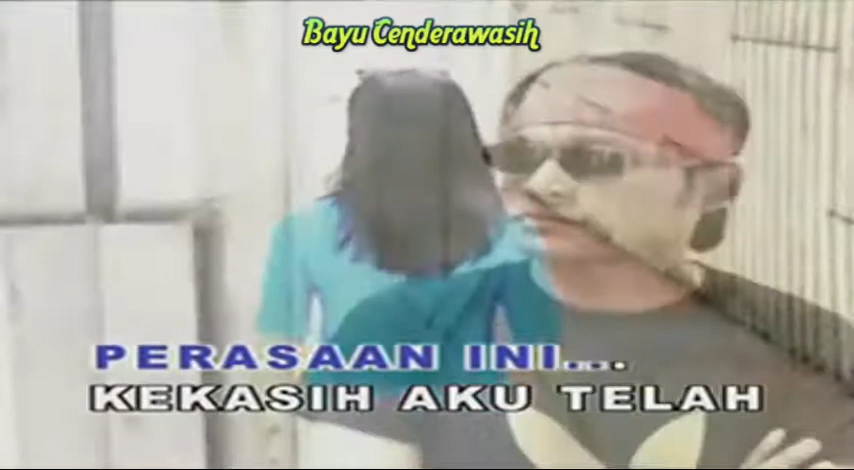 Bayu Cenderawasih
PERASAAN INI....
KEKASIH AKU TELAH